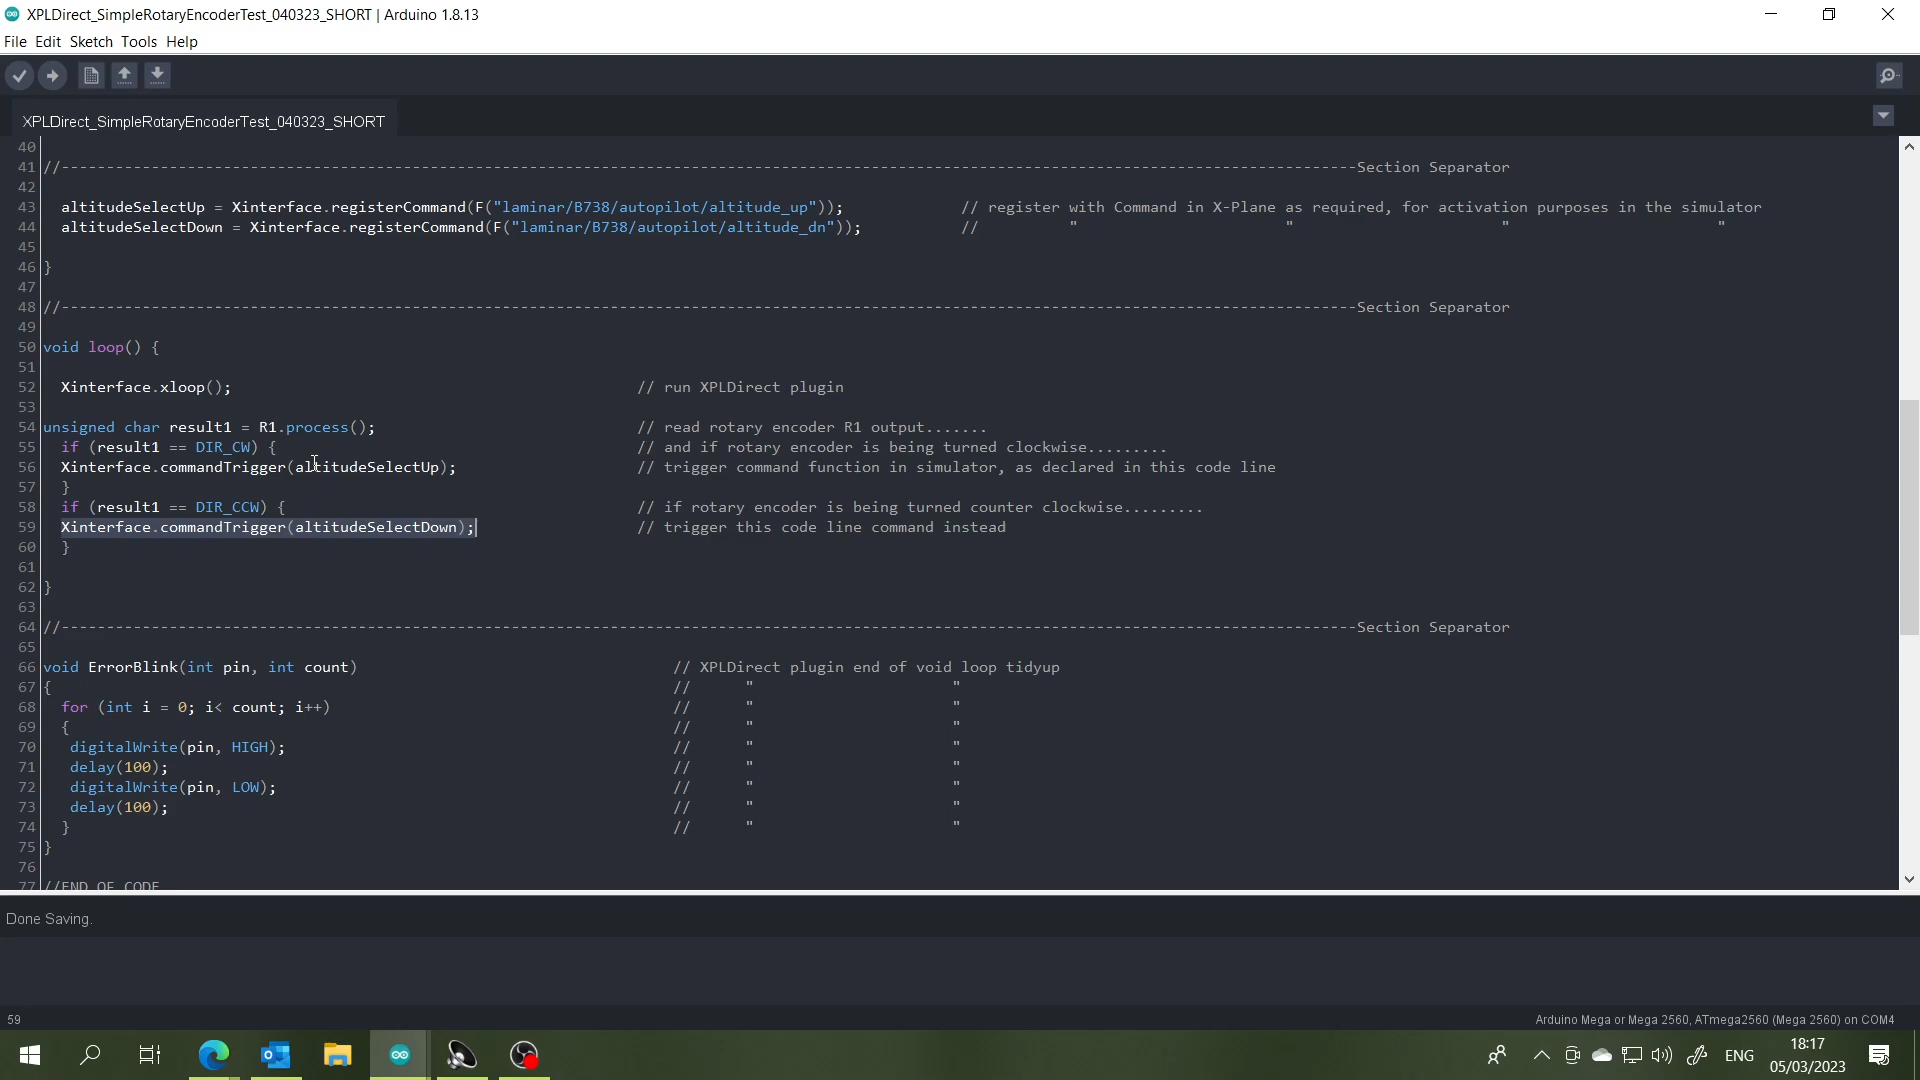 XPLDirect_SimpleRotaryEncoderTest_040323_SHORT | Arduino 1.8.13
File Edit Sketch Tools Help
XPLDirect_SimpleRotaryEncoderTest_040323_SHORT
40
41 //------------------------------------------------------------------------------------------------------------------------------------------------Section Separator
42
43 altitudeSelectUp = Xinterface.registerCommand(F("laminar/B738/autopilot/altitude_up")); // register with Command in X-Plane as required, for activation purposes in the simulator
44 altitudeSelectDown = Xinterface.registerCommand(F("laminar/B738/autopilot/altitude_dn")); // " " " "
45
46 }
47
48 //------------------------------------------------------------------------------------------------------------------------------------------------Section Separator
49
50 void loop() {
51
52 Xinterface.xloop(); // run XPLDirect plugin
53
54 unsigned char result1 = R1.process(); // read rotary encoder R1 output.......
55 if (result1 == DIR_CW) { // and if rotary encoder is being turned clockwise.........
56 Xinterface.commandTrigger(altitudeSelectUp); // trigger command function in simulator, as declared in this code line
57 }
58 if (result1 == DIR_CCW) { // if rotary encoder is being turned counter clockwise.........
59 Xinterface.commandTrigger(altitudeSelectDown); // trigger this code line command instead
60 }
61
62 }
63
64 //------------------------------------------------------------------------------------------------------------------------------------------------Section Separator
65
66 void ErrorBlink(int pin, int count) // XPLDirect plugin end of void loop tidyup
67 { // " "
68 for (int i = 0; i< count; i++) // " "
69 { // " "
70 digitalWrite(pin, HIGH); // " "
71 delay(100); // " "
72 digitalWrite(pin, LOW); // " "
73 delay(100); // " "
74 } // " "
75 }
76
77 //END OF CODE
Done Saving.
59 Arduino Mega or Mega 2560, ATmega2560 (Mega 2560) on COM4
ENG
18:17
05/03/2023